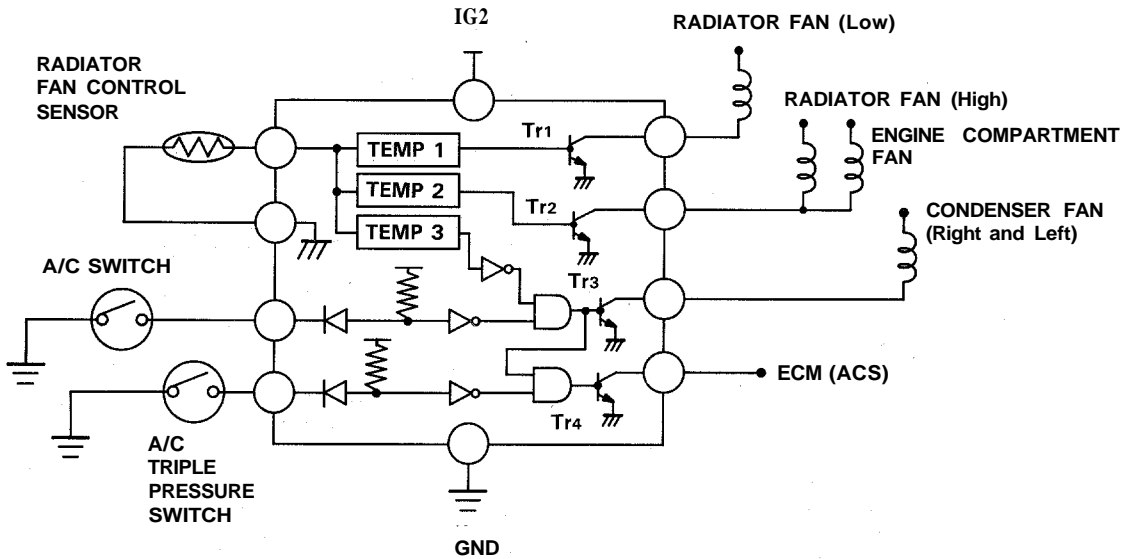 IG2
RADIATOR FAN (Low)
RADIATOR
FAN CONTROL
SENSOR
RADIATOR FAN (High)
ENGINE COMPARTMENT
FAN
Tr1
TEMP 1
TEMP 2
Tr2
TEMP 3
CONDENSER FAN
(Right and Left)
A/C SWITCH
Tr3
ECM (ACS)
Tr4
A/C
TRIPLE
PRESSURE
SWITCH
GND